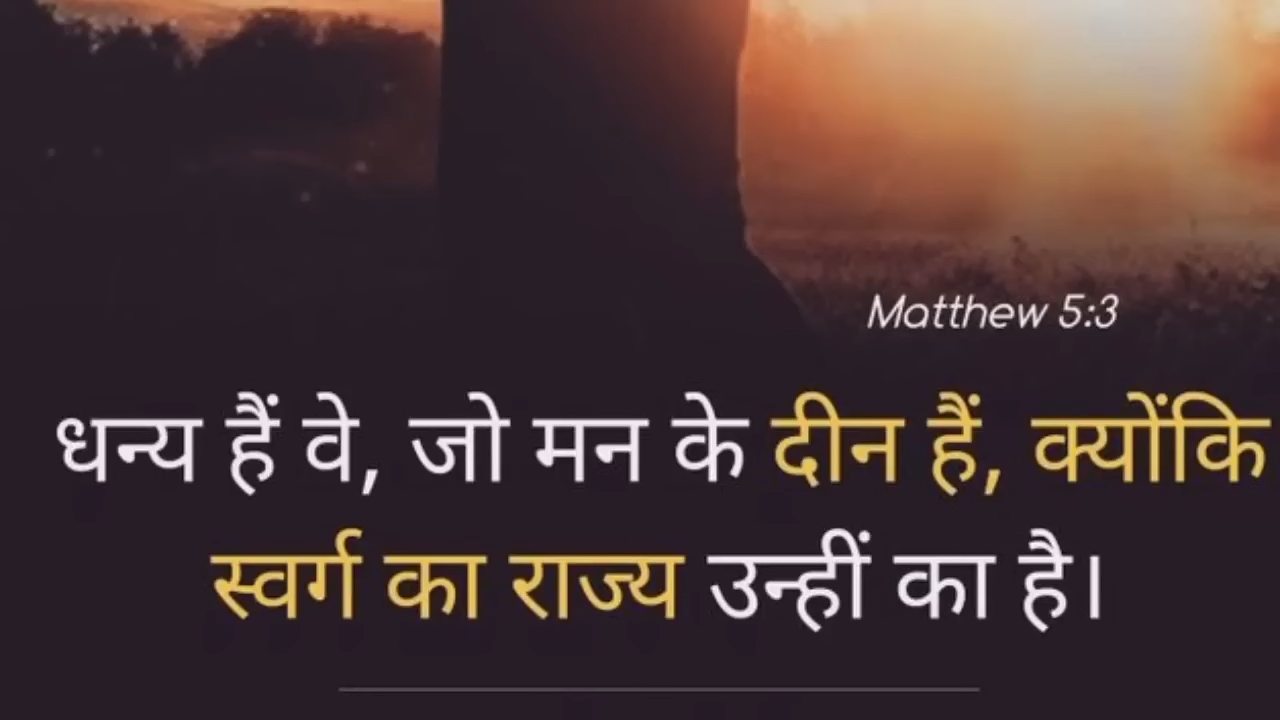 Matthew 5:3
धन्य हैं वे, जो मन के दीन हैं, क्योंकि
स्वर्ग का राज्य उन्हीं का है।